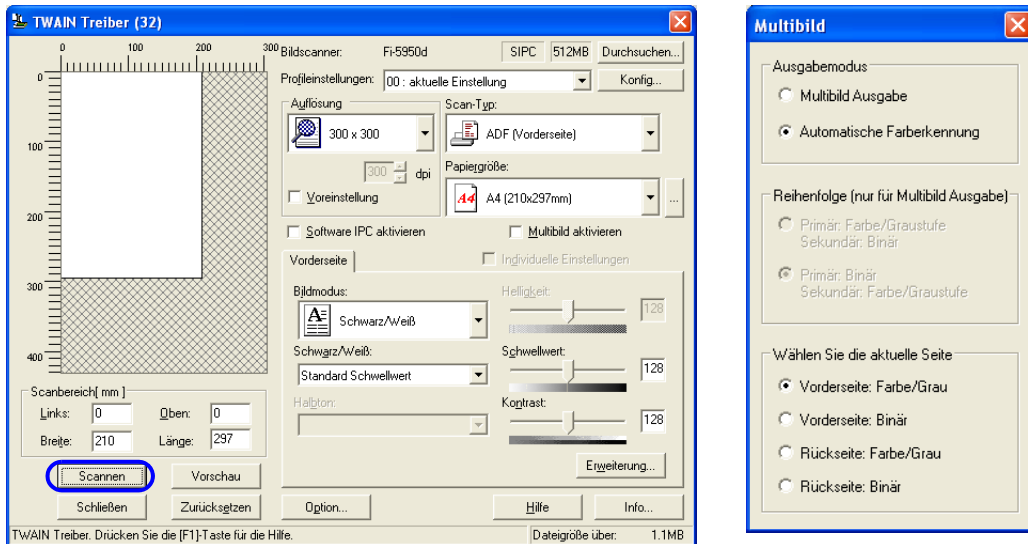 TWAIN Treiber (32)
0 100 200 300
0
100
200
300
400
Bildscanner: Fi-5950d SIPC 512MB Durchsuchen...
Profileinstellungen: 00 : aktuelle Einstellung Konfig...
Auflösung
300 x 300
300 dpi
Voreinstellung
Scan-Typ:
ADF (Vorderseite)
Papiergröße:
A4 A4 (210x297mm) ...
Software IPC aktivieren Multibild aktivieren
Vorderseite Individuelle Einstellungen
Bildmodus:
A Schwarz/Weiß
Schwarz/Weiß:
Standard Schwellwert
Halbton:
Helligkeit:
128
Schwellwert:
128
Kontrast:
128
Erweiterung...
Scanbereich[ mm ]
Links: 0 Oben: 0
Breite: 210 Länge: 297
Scannen Vorschau
Schließen Zurücksetzen Option... Hilfe Info...
TWAIN Treiber. Drücken Sie die [F1]-Taste für die Hilfe. Dateigröße über: 1.1MB
Multibild
Ausgabemodus
Multibild Ausgabe
Automatische Farberkennung
Reihenfolge (nur für Multibild Ausgabe)
Primär: Farbe/Graustufe
Sekundär: Binär
Primär: Binär
Sekundär: Farbe/Graustufe
Wählen Sie die aktuelle Seite
Vorderseite: Farbe/Grau
Vorderseite: Binär
Rückseite: Farbe/Grau
Rückseite: Binär